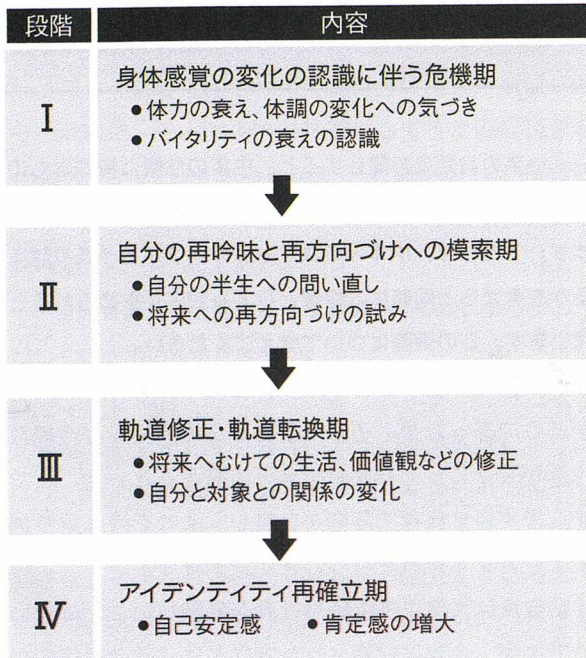 段階 内容
Ⅰ
身体感覚の変化の認識に伴う危機期
●体力の衰え、体調の変化への気づき
●バイタリティの衰えの認識
Ⅱ
自分の再吟味と再方向づけへの模索期
●自分の半生への問い直し
●将来への再方向づけの試み
Ⅲ
軌道修正・軌道転換期
●将来へむけての生活、価値観などの修正
●自分と対象との関係の変化
Ⅳ
アイデンティティ再確立期
●自己安定感 ●肯定感の増大